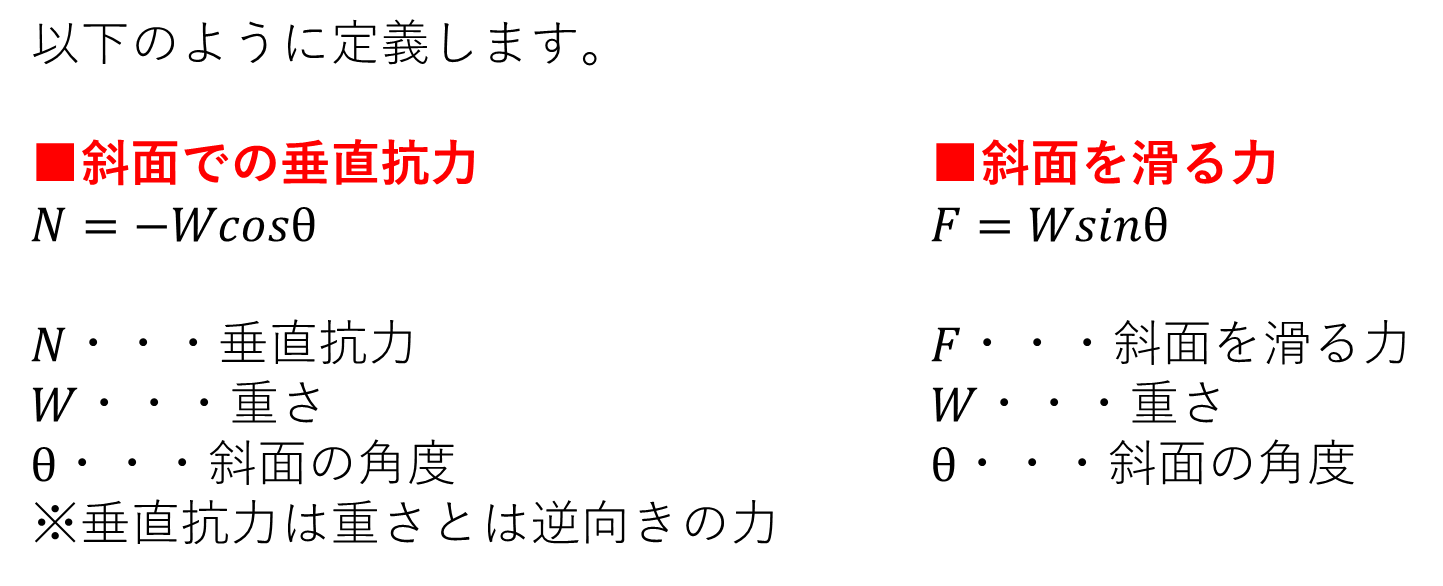 以下のように定義します。
■斜面での垂直抗力
N = −Wcosθ
N・・・垂直抗力
W・・・重さ
θ・・・斜面の角度
※垂直抗力は重さとは逆向きの力
■斜面を滑る力
F = Wsinθ
F・・・斜面を滑る力
W・・・重さ
θ・・・斜面の角度